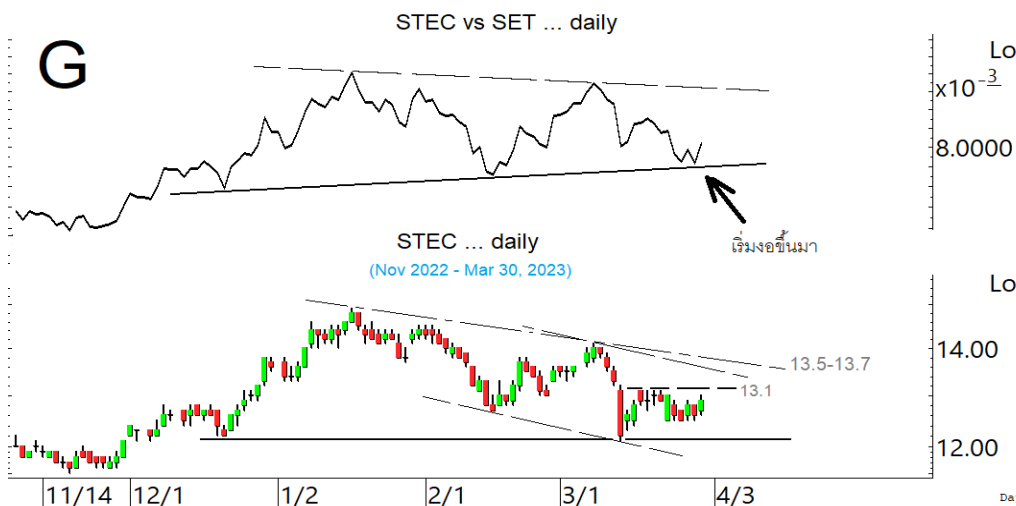 STEC vs SET ... daily
G
Lo
x10-3
8.0000
เริ่มงอขึ้นมา
STEC ... daily
(Nov 2022 - Mar 30, 2023)
Lo
14.00
13.5-13.7
13.1
12.00
11/14 12/1 1/2 2/1 3/1 4/3
Da